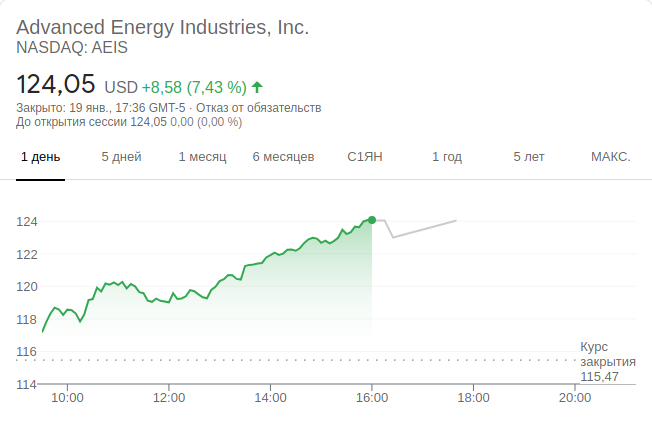 Advanced Energy Industries, Inc.
NASDAQ: AEIS
124,05 USD +8,58 (7,43 %)
Закрыто: 19 янв., 17:36 GMT-5 · Отказ от обязательств
До открытия сессии 124,05 0,00 (0,00 %)
1 день 5 дней 1 месяц 6 месяцев С1ЯН 1 год 5 лет МАКС.
124
122
120
118
116
114
Курс
закрытия
115,47
10:00 12:00 14:00 16:00 18:00 20:00